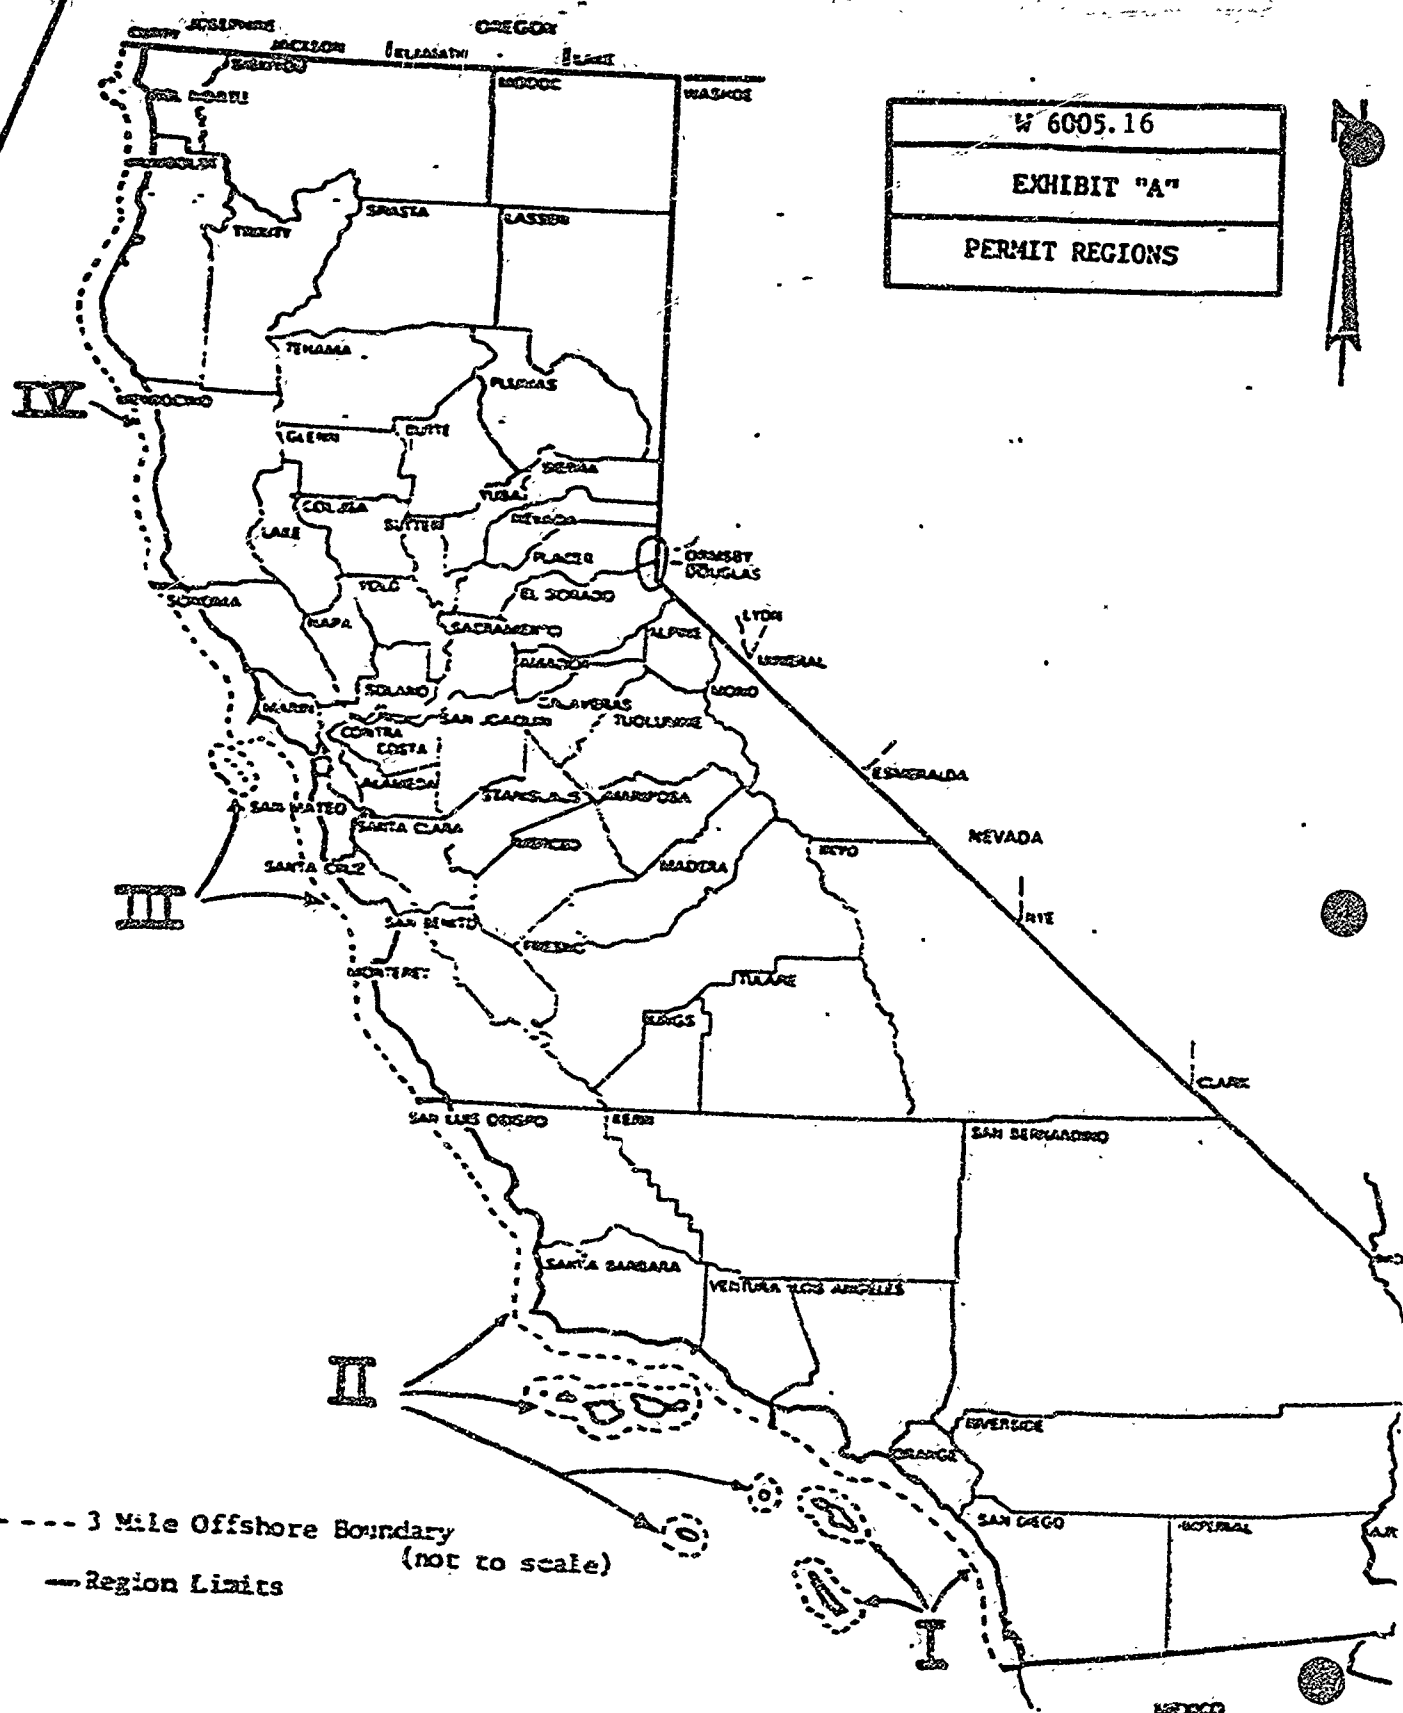 OREGON
JACKSON
MODOC
WASHOE
W 6005.16
EXHIBIT "A"
PERMIT REGIONS
N
SHASTA
LASSEN
TRINITY
TEHAMA
PLUMAS
IV
GLENN
BUTTE
SIERRA
YUBA
COLUSA
SUTTER
NEVADA
LAKE
PLACER
ORMSBY
DOUGLAS
YOLO
EL DORADO
SONOMA
NAPA
SACRAMENTO
ALPINE
LYON
MINERAL
AMADOR
SOLANO
MONO
MARIN
CALAVERAS
SAN JOAQUIN
TUOLUMNE
CONTRA
COSTA
ESMERALDA
ALAMEDA
STANISLAUS
MARIPOSA
SAN MATEO
SANTA CLARA
NEVADA
MERCED
INYO
SANTA CRUZ
MADERA
III
SAN BENITO
NYE
FRESNO
MONTEREY
TULARE
KINGS
CLARK
SAN LUIS OBISPO
KERN
SAN BERNARDINO
SANTA BARBARA
VENTURA
LOS ANGELES
II
RIVERSIDE
ORANGE
SAN DIEGO
IMPERIAL
---- 3 Mile Offshore Boundary
(not to scale)
— Region Limits
I
MEXICO